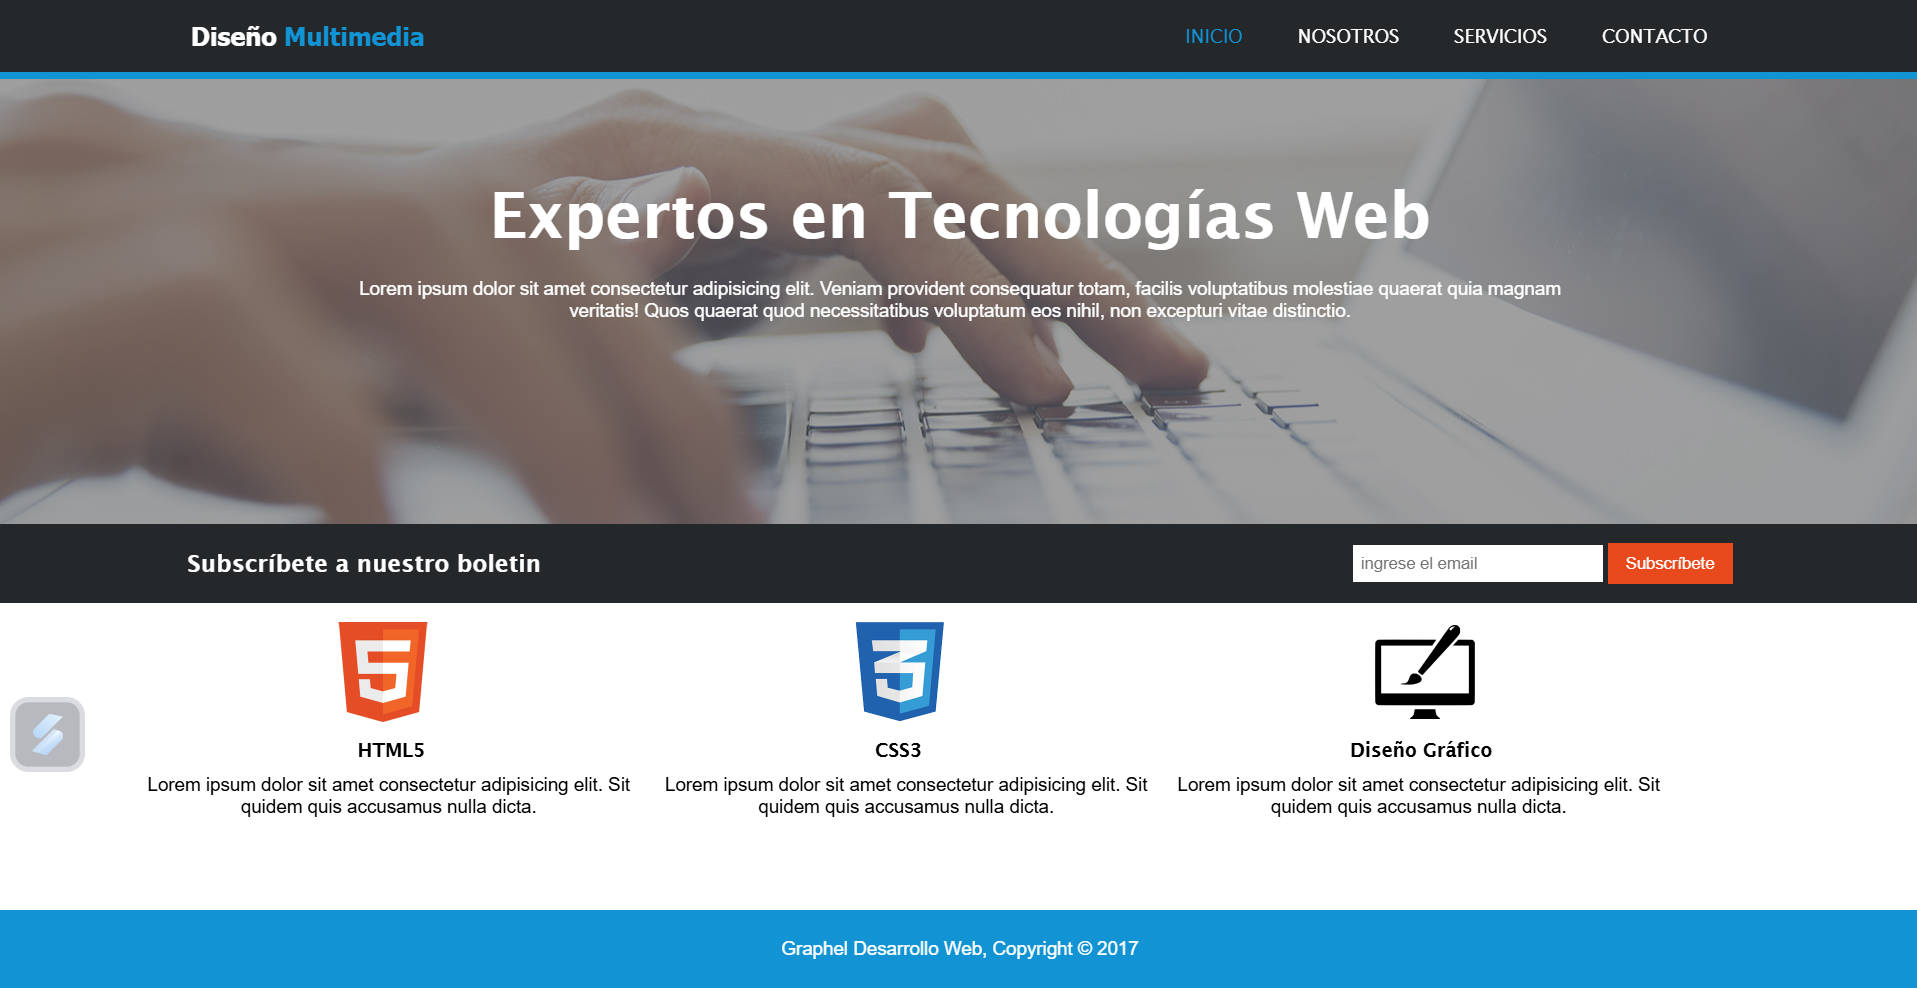 Diseño Multimedia
INICIO NOSOTROS SERVICIOS CONTACTO
Expertos en Tecnologías Web
Lorem ipsum dolor sit amet consectetur adipisicing elit. Veniam provident consequatur totam, facilis voluptatibus molestiae quaerat quia magnam
veritatis! Quos quaerat quod necessitatibus voluptatum eos nihil, non excepturi vitae distinctio.
Subscríbete a nuestro boletin
ingrese el email
Subscríbete
HTML5
Lorem ipsum dolor sit amet consectetur adipisicing elit. Sit
quidem quis accusamus nulla dicta.
CSS3
Lorem ipsum dolor sit amet consectetur adipisicing elit. Sit
quidem quis accusamus nulla dicta.
Diseño Gráfico
Lorem ipsum dolor sit amet consectetur adipisicing elit. Sit
quidem quis accusamus nulla dicta.
Graphel Desarrollo Web, Copyright © 2017